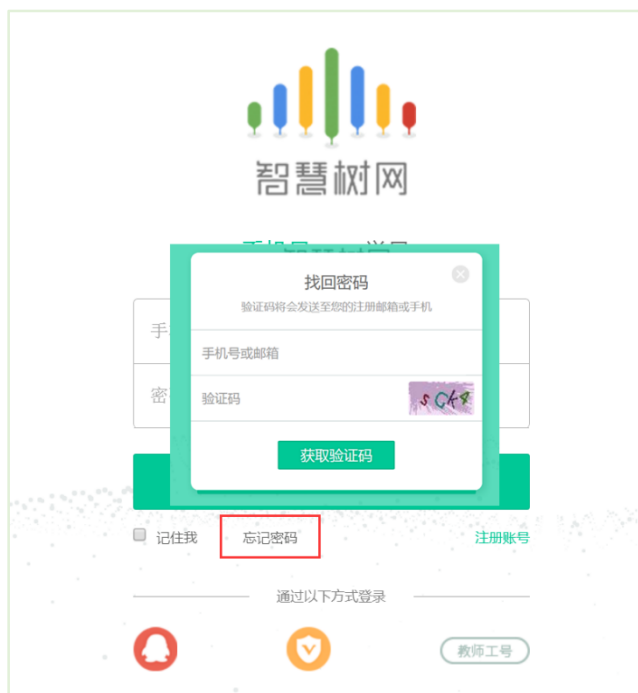 智慧树网
找回密码
验证码将会发送至您的注册邮箱或手机
手机号或邮箱
验证码
sCk4
获取验证码
手
密
记住我
忘记密码
注册账号
通过以下方式登录
教师工号